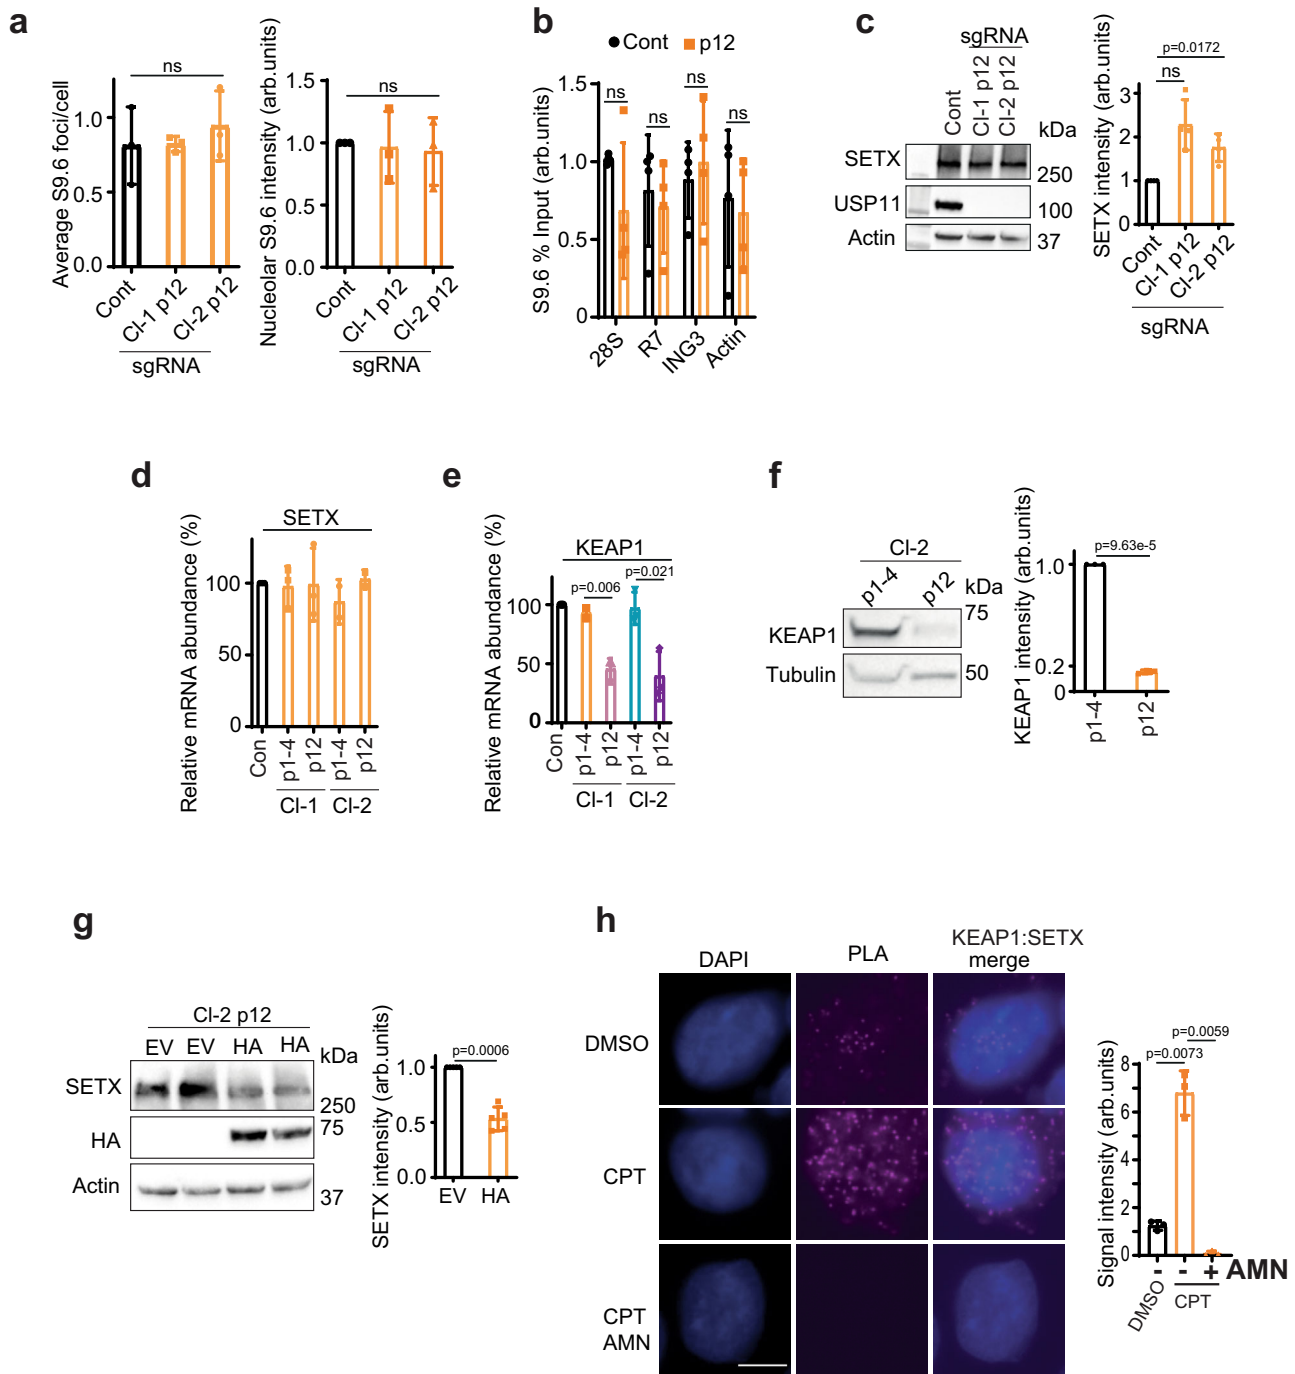 a
Average S9.6 foci/cell
1.0
0.5
0.0
ns
Cont
Cl-1 p12
Cl-2 p12
sgRNA
Nucleolar S9.6 intensity (arb.units)
1.5
1.0
0.5
0.0
ns
Cont
Cl-1 p12
Cl-2 p12
sgRNA
b
Cont p12
S9.6 % Input (arb.units)
1.5
1.0
0.5
0
ns
ns
ns
ns
28S
R7
ING3
Actin
c
sgRNA
Cont
Cl-1 p12
Cl-2 p12
kDa
SETX
250
USP11
100
Actin
37
SETX intensity (arb.units)
3
2
1
0
p=0.0172
ns
Cont
Cl-1 p12
Cl-2 p12
sgRNA
d
SETX
Relative mRNA abundance (%)
100
50
0
Con
p1-4
p12
p1-4
p12
Cl-1 Cl-2
e
KEAP1
Relative mRNA abundance (%)
100
50
0
p=0.006
p=0.021
Con
p1-4
p12
p1-4
p12
Cl-1 Cl-2
f
Cl-2
p1-4
p12
kDa
75
KEAP1
Tubulin
50
KEAP1 intensity (arb.units)
1.0
0.2
0
p=9.63e-5
p1-4
p12
g
Cl-2 p12
EV EV HA HA
kDa
SETX
250
75
HA
Actin
37
SETX intensity (arb.units)
1.0
0.5
0.0
p=0.0006
EV HA
h
DAPI
PLA
KEAP1:SETX
merge
DMSO
CPT
CPT
AMN
Signal intensity (arb.units)
8
6
4
2
0
p=0.0059
p=0.0073
- - + AMN
DMSO
CPT